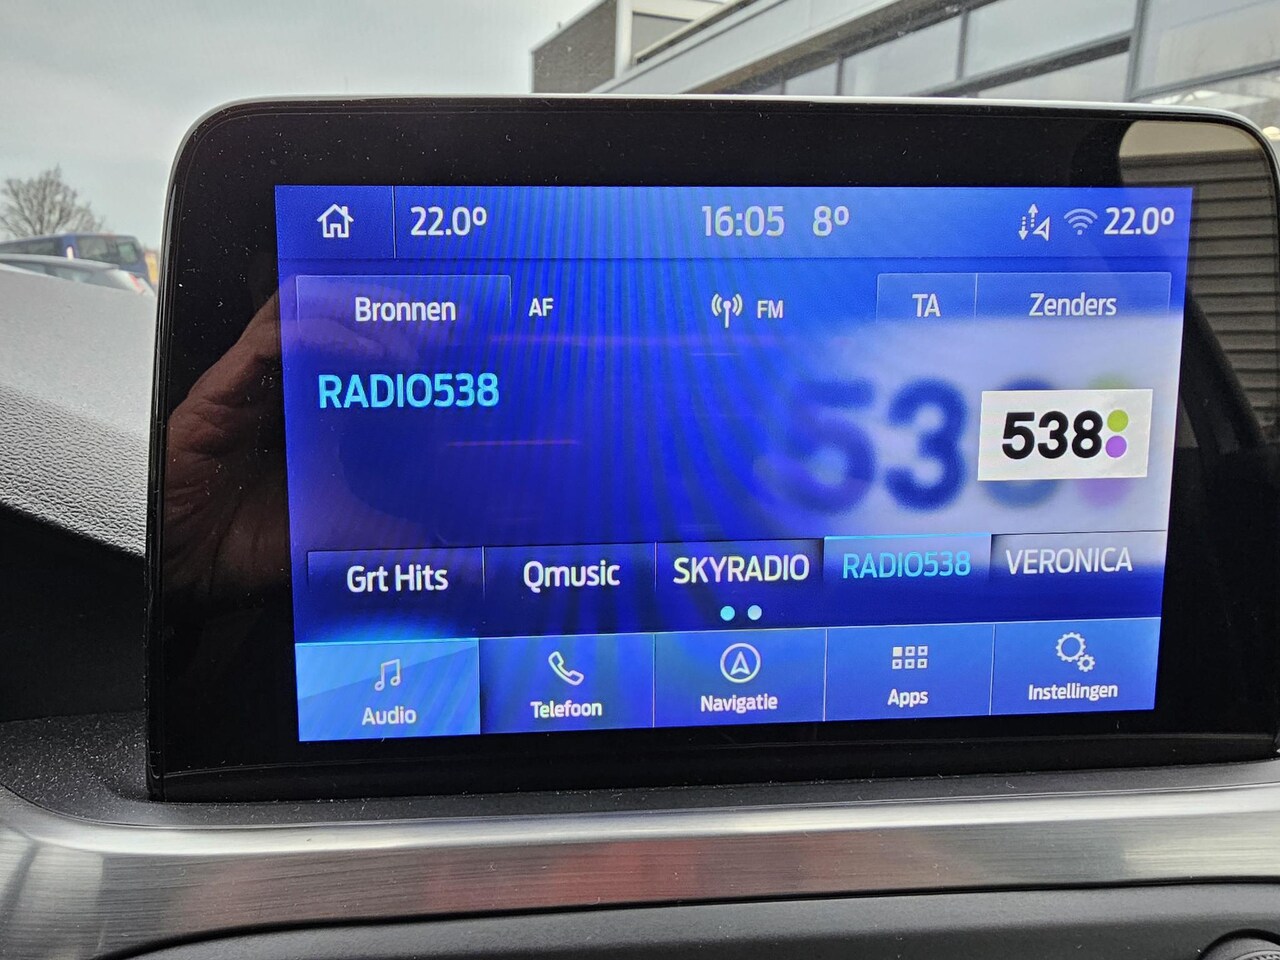 22.0° 16:05 8° 22.0°
Bronnen AF FM TA Zenders
RADIO538
538
538
Grt Hits Qmusic SKYRADIO RADIO538 VERONICA
Audio Telefoon Navigatie Apps Instellingen